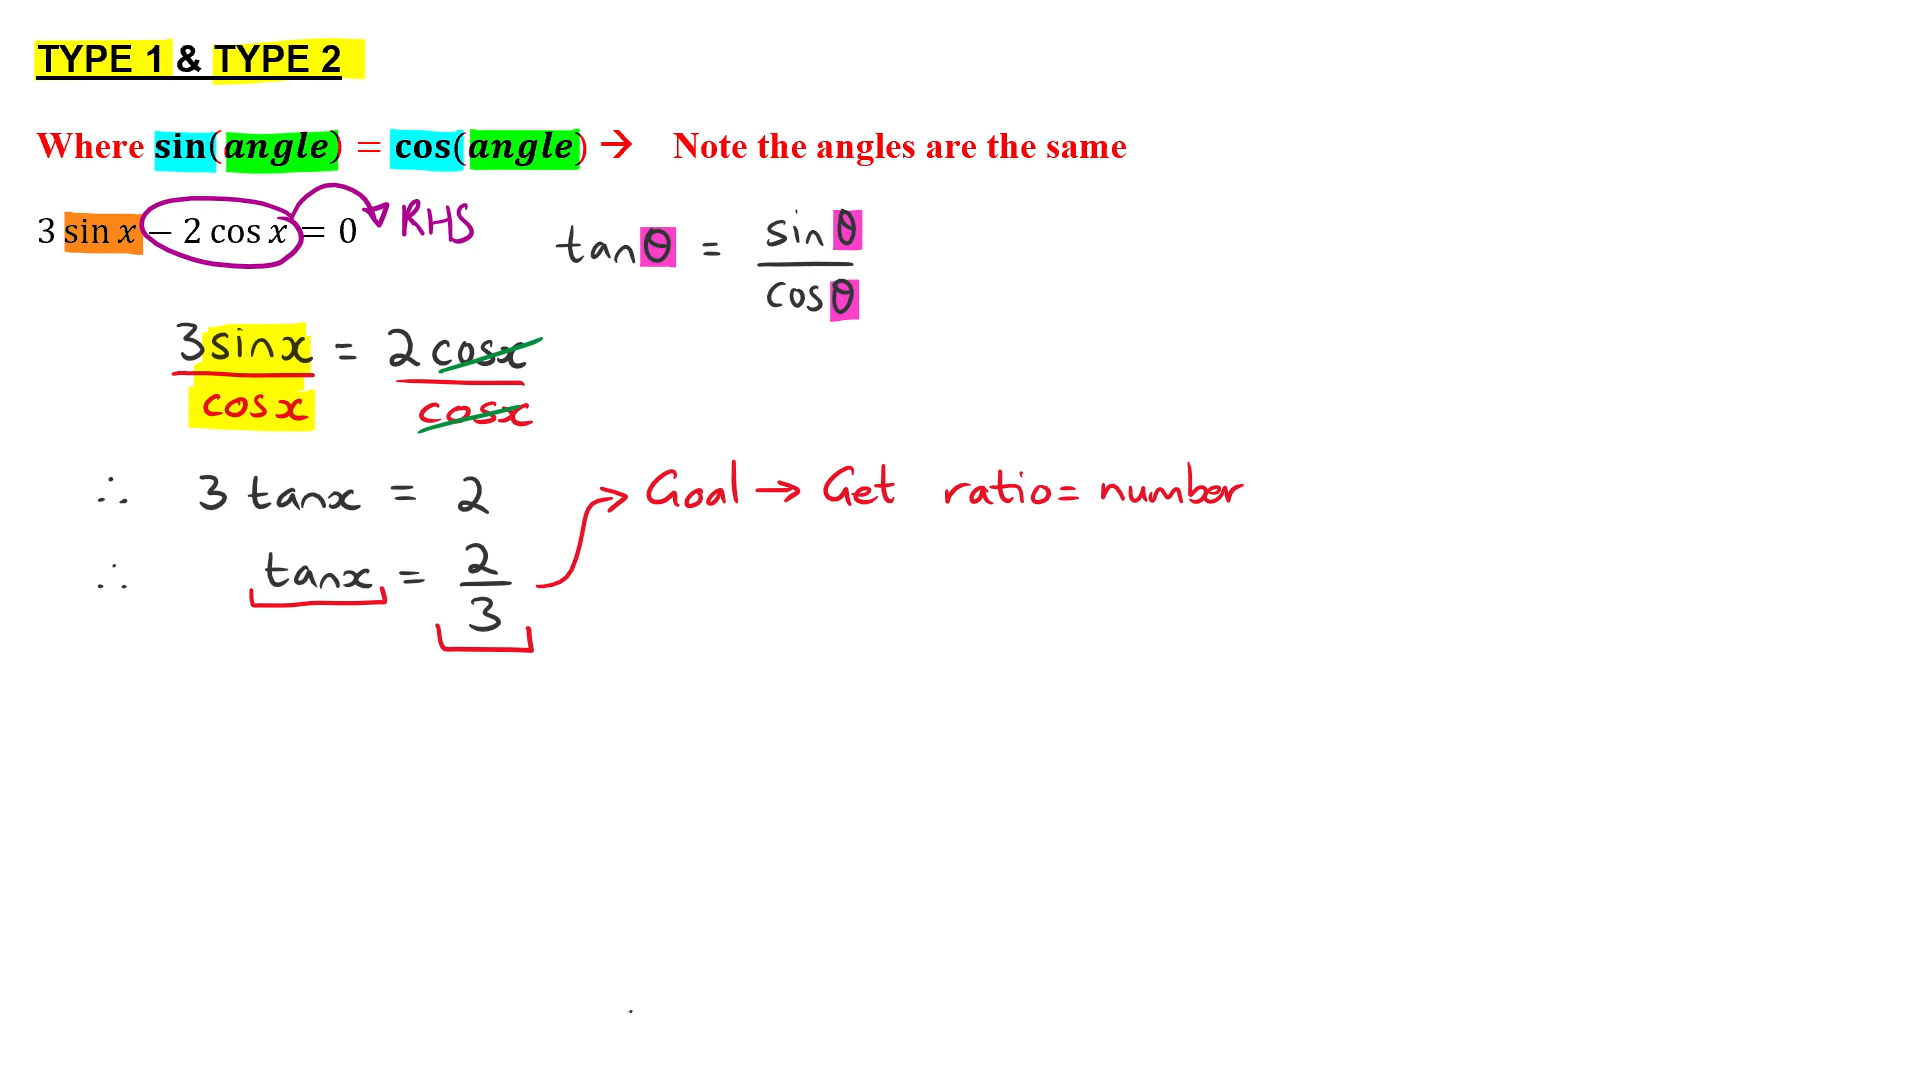 TYPE 1 & TYPE 2
Where sin(angle) = cos(angle) → Note the angles are the same
3 sin x − 2 cos x = 0 RHS
tanθ = sinθ / cosθ
3sinx / cosx = 2cosx / cosx
∴ 3 tanx = 2 → Goal → Get ratio = number
∴ tanx = 2/3